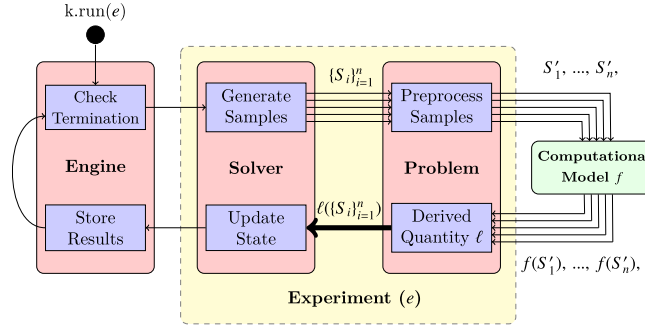 k.run(e)
{S_i}_{i=1}^n
S′_1, ..., S′_n,
Check
Termination
Generate
Samples
Preprocess
Samples
Engine
Solver
Problem
Computational
Model f
ℓ({S_i}_{i=1}^n)
Store
Results
Update
State
Derived
Quantity ℓ
f(S′_1), ..., f(S′_n),
Experiment (e)